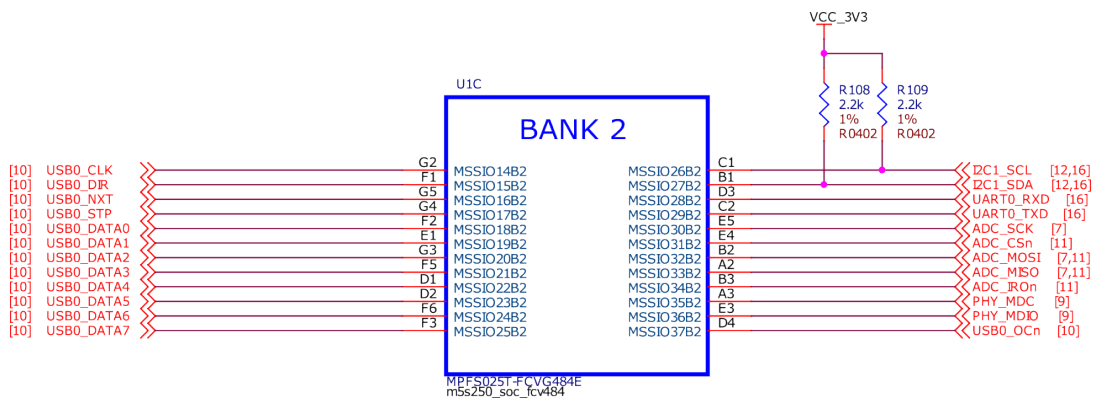 VCC_3V3
U1C
R108
2.2k
1%
R0402
R109
2.2k
1%
R0402
BANK 2
[10] USB0_CLK G2 MSSIO14B2 MSSIO26B2 C1 I2C1_SCL [12,16]
[10] USB0_DIR F1 MSSIO15B2 MSSIO27B2 B1 I2C1_SDA [12,16]
[10] USB0_NXT G5 MSSIO16B2 MSSIO28B2 D3 UART0_RXD [16]
[10] USB0_STP G4 MSSIO17B2 MSSIO29B2 C2 UART0_TXD [16]
[10] USB0_DATA0 F2 MSSIO18B2 MSSIO30B2 E5 ADC_SCK [7]
[10] USB0_DATA1 E1 MSSIO19B2 MSSIO31B2 E4 ADC_CSn [11]
[10] USB0_DATA2 G3 MSSIO20B2 MSSIO32B2 B2 ADC_MOSI [7,11]
[10] USB0_DATA3 F5 MSSIO21B2 MSSIO33B2 A2 ADC_MISO [7,11]
[10] USB0_DATA4 D1 MSSIO22B2 MSSIO34B2 B3 ADC_IRQn [11]
[10] USB0_DATA5 D2 MSSIO23B2 MSSIO35B2 A3 PHY_MDC [9]
[10] USB0_DATA6 F6 MSSIO24B2 MSSIO36B2 E3 PHY_MDIO [9]
[10] USB0_DATA7 F3 MSSIO25B2 MSSIO37B2 D4 USB0_OCn [10]
MPFS025T-FCVG484E
m5s250_soc_fcv484